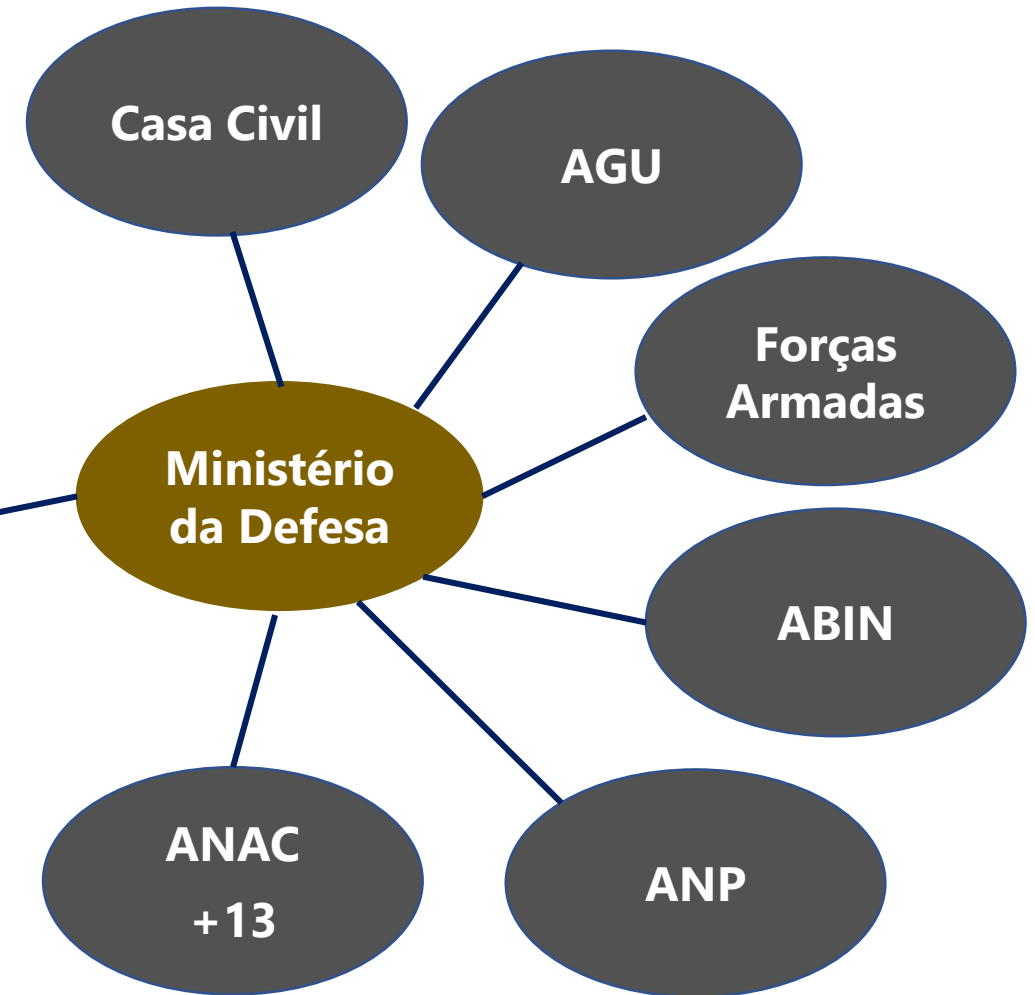 Casa Civil
AGU
Forças
Armadas
Ministério
da Defesa
ABIN
ANAC
+13
ANP